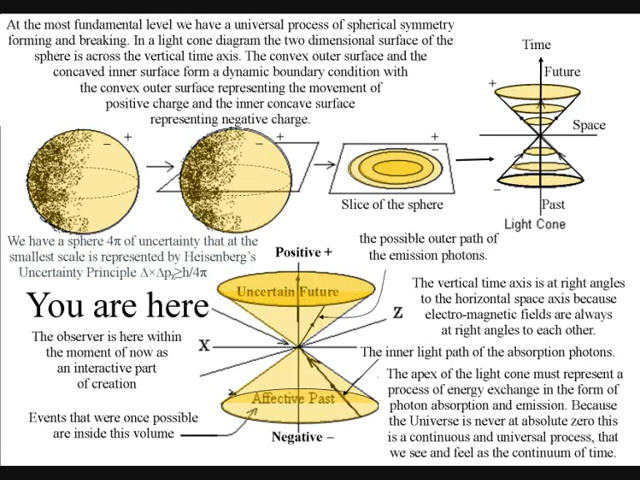 At the most fundamental level we have a universal process of spherical symmetry
forming and breaking. In a light cone diagram the two dimensional surface of the
sphere is across the vertical time axis. The convex outer surface and the
concaved inner surface form a dynamic boundary condition with
the convex outer surface representing the movement of
positive charge and the inner concave surface
representing negative charge.
Time
Future
+
Space
−
Past
Light Cone
+
−
+
−
+
−
Slice of the sphere
We have a sphere 4π of uncertainty that at the
smallest scale is represented by Heisenberg's
Uncertainty Principle Δ×Δpₓ≥h/4π
Positive +
the possible outer path of
the emission photons.
Uncertain Future
You are here
The vertical time axis is at right angles
to the horizontal space axis because
electro-magnetic fields are always
at right angles to each other.
Z
X
The observer is here within
the moment of now as
an interactive part
of creation
The inner light path of the absorption photons.
The apex of the light cone must represent a
process of energy exchange in the form of
photon absorption and emission. Because
the Universe is never at absolute zero this
is a continuous and universal process, that
we see and feel as the continuum of time.
Affective Past
Events that were once possible
are inside this volume
Negative −